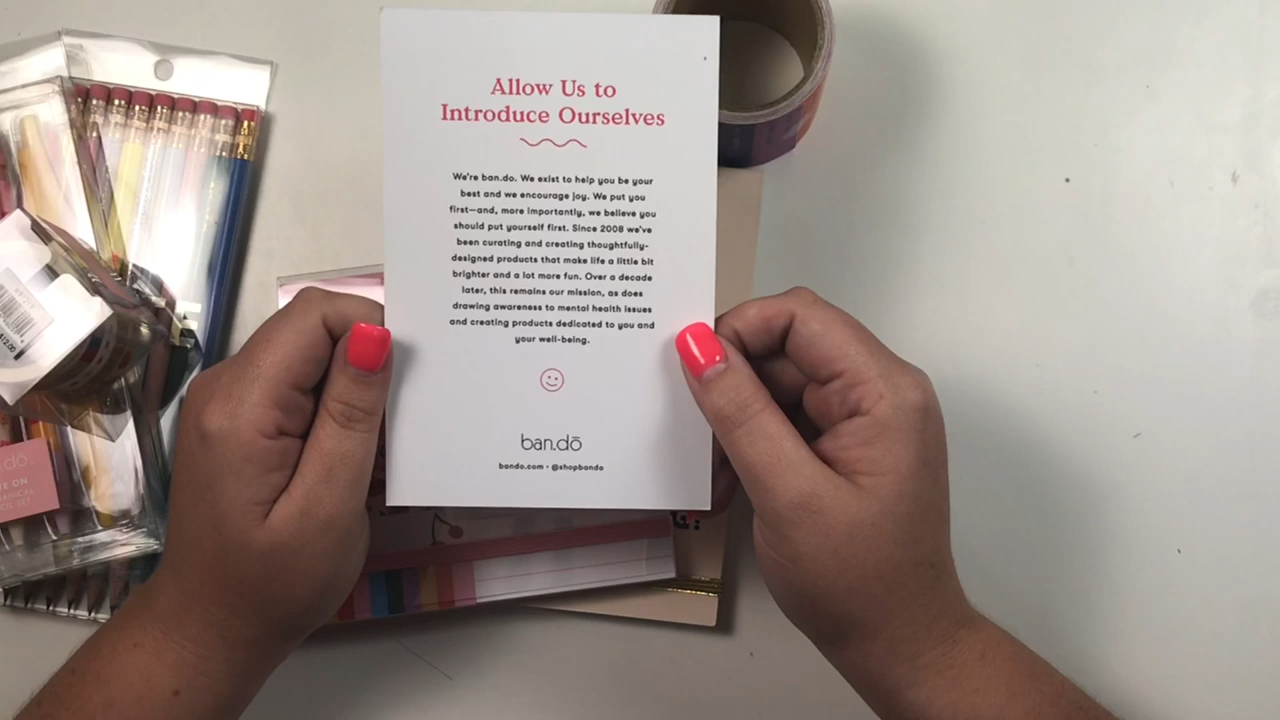 Allow Us to
Introduce Ourselves
We're ban.do. We exist to help you be your
best and we encourage joy. We put you
first—and, more importantly, we believe you
should put yourself first. Since 2008 we've
been curating and creating thoughtfully-
designed products that make life a little bit
brighter and a lot more fun. Over a decade
later, this remains our mission, as does
drawing awareness to mental health issues
and creating products dedicated to you and
your well-being.
ban.dō
bando.com • @shopbando
$12.00